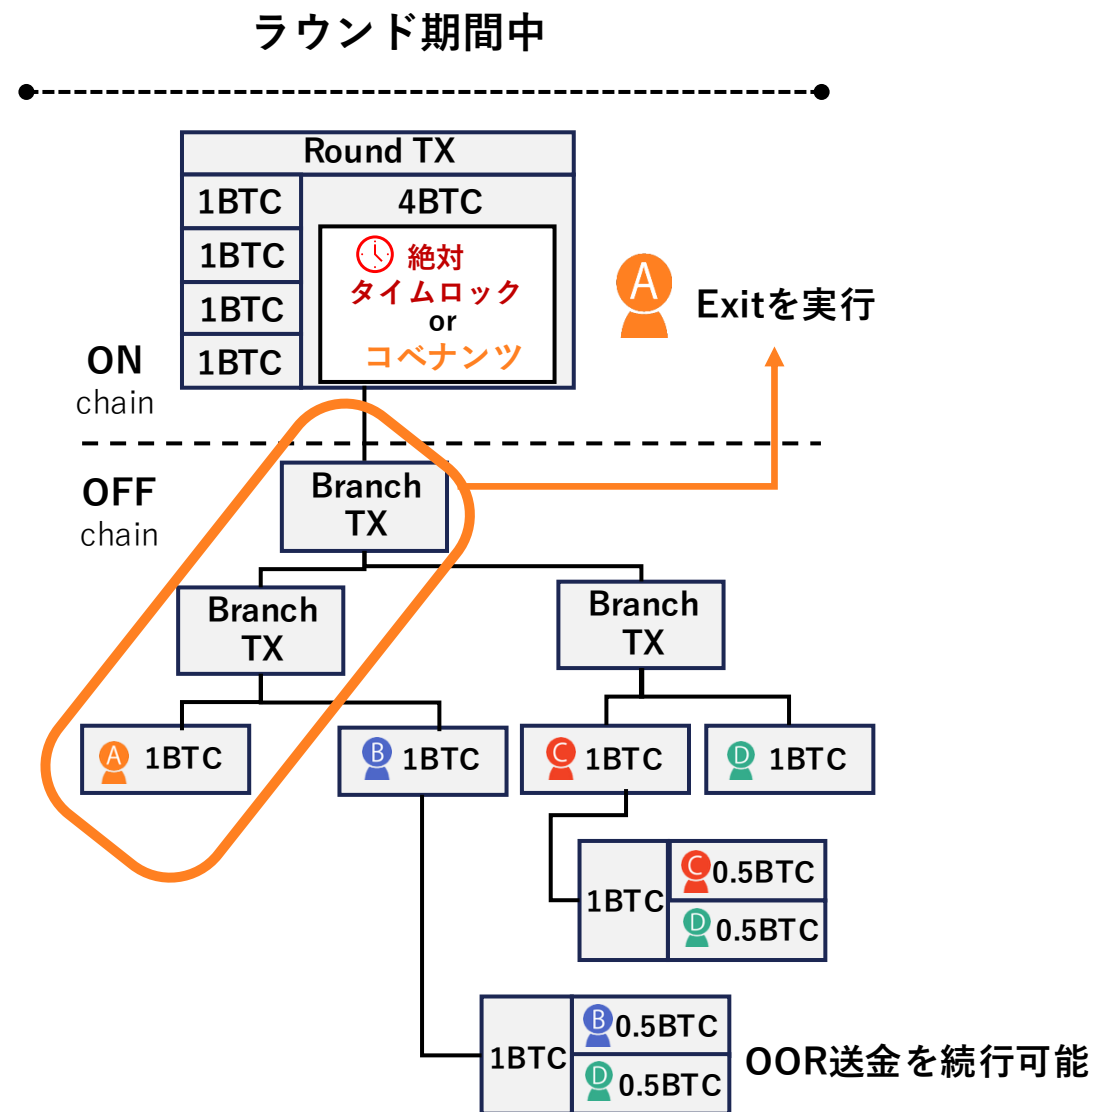 ラウンド期間中
Round TX
1BTC
4BTC
1BTC
1BTC
1BTC
絶対
タイムロック
or
コベナンツ
A
Exitを実行
ON
chain
OFF
chain
Branch
TX
Branch
TX
Branch
TX
A 1BTC
B 1BTC
C 1BTC
D 1BTC
1BTC
C 0.5BTC
D 0.5BTC
1BTC
B 0.5BTC
D 0.5BTC
OOR送金を続行可能